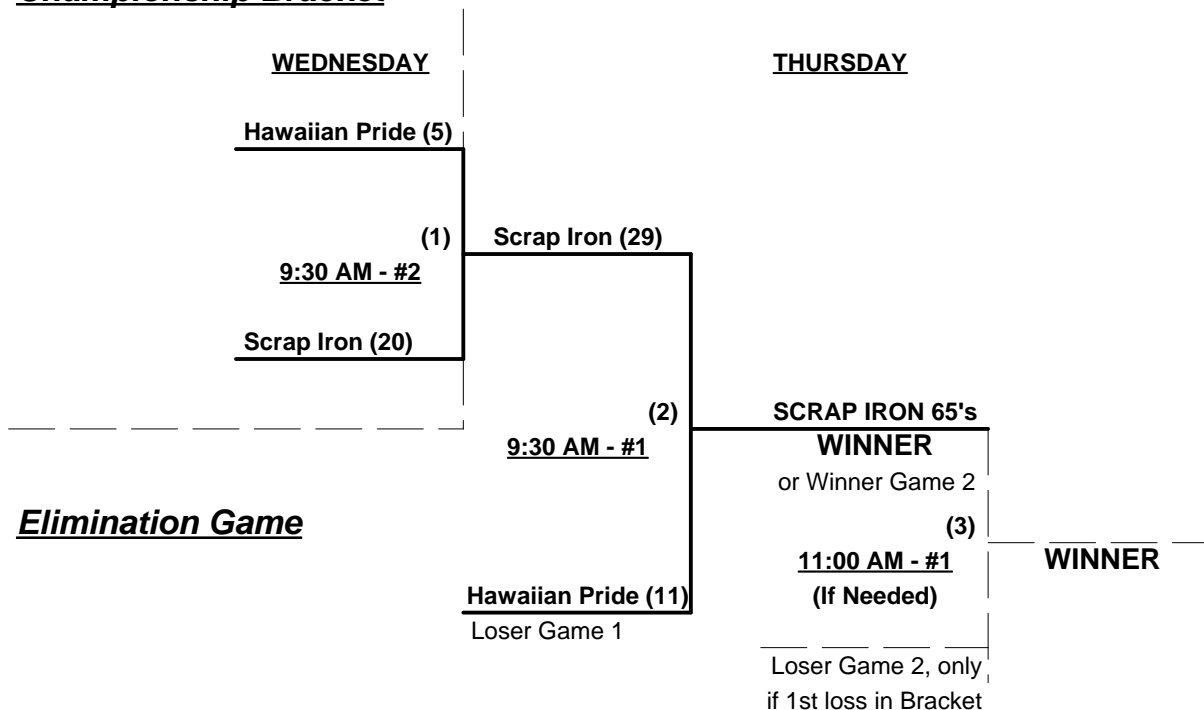 Championship Bracket
WEDNESDAY
THURSDAY
Hawaiian Pride (5)
(1)
Scrap Iron (29)
9:30 AM - #2
Scrap Iron (20)
(2)
SCRAP IRON 65's
9:30 AM - #1
WINNER
or Winner Game 2
Elimination Game
(3)
11:00 AM - #1
WINNER
(If Needed)
Hawaiian Pride (11)
Loser Game 1
Loser Game 2, only
if 1st loss in Bracket